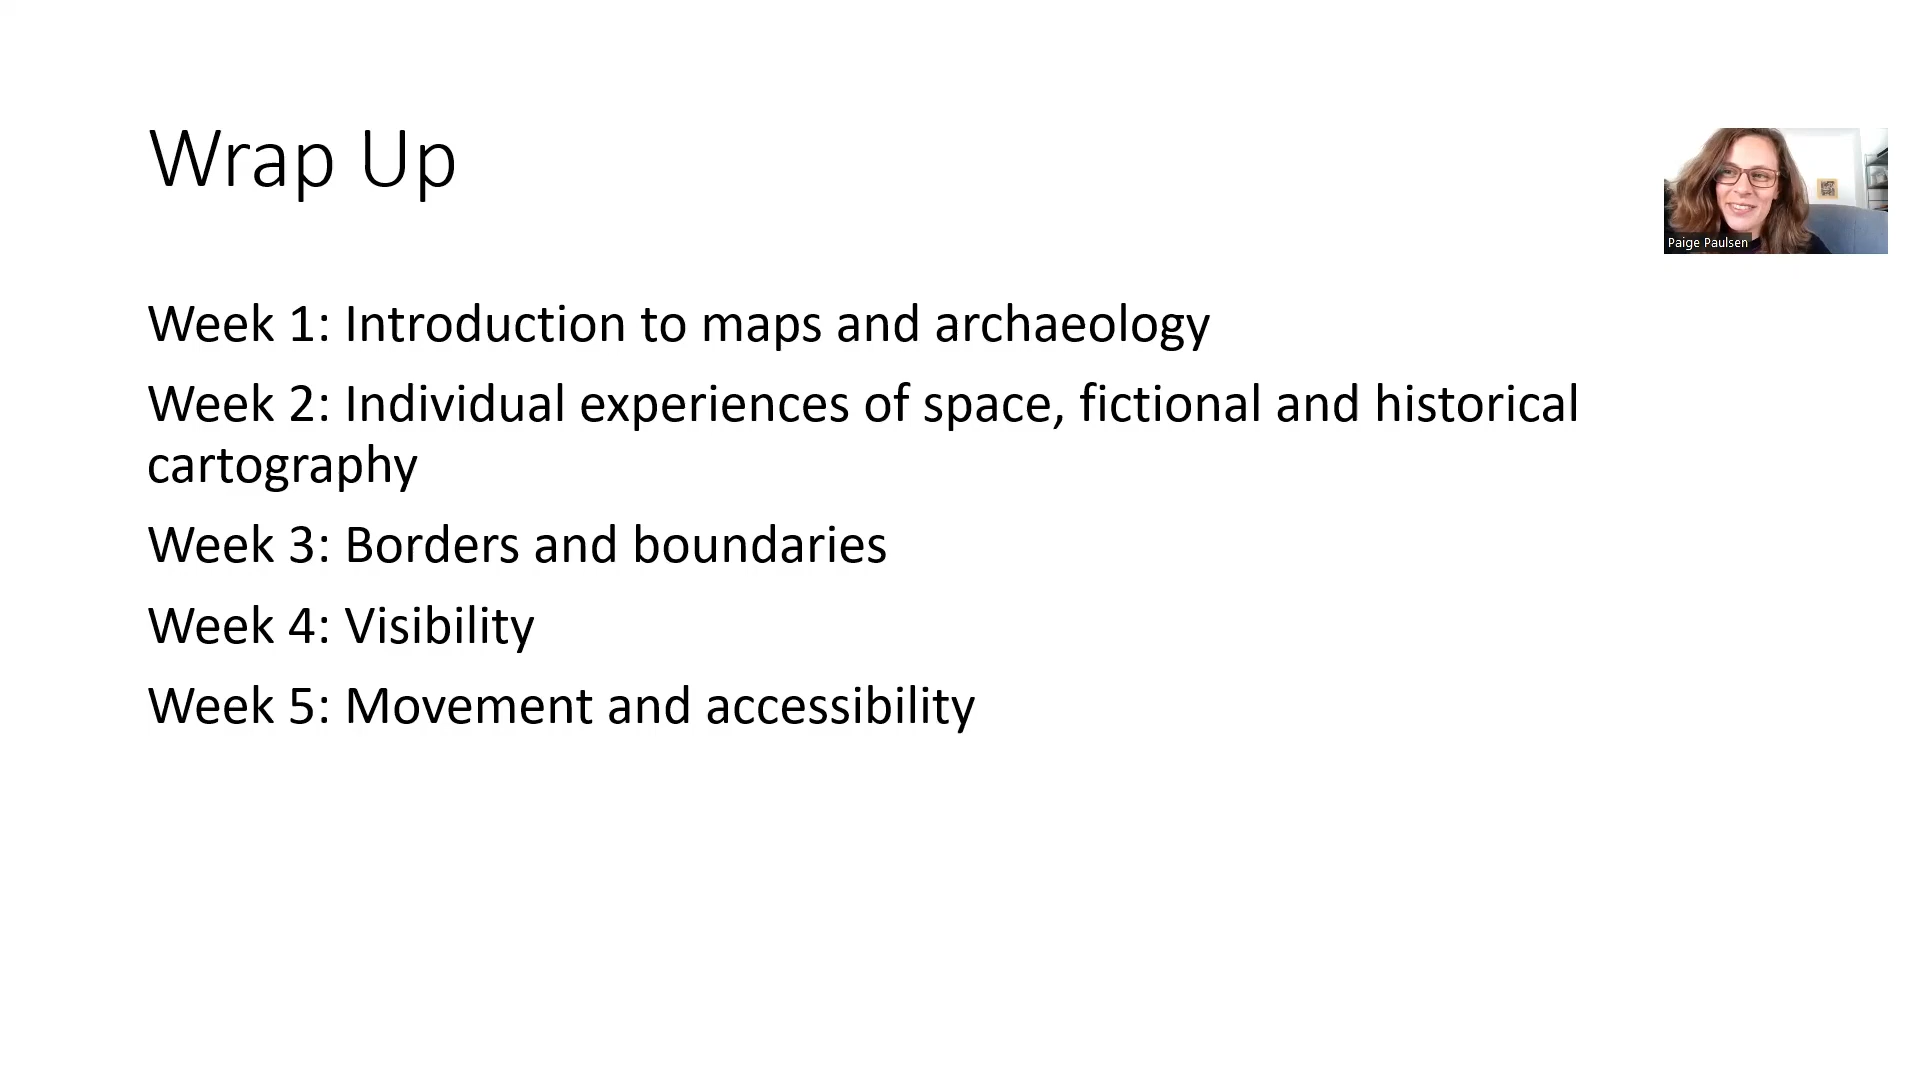 Wrap Up
Paige Paulsen
Week 1: Introduction to maps and archaeology
Week 2: Individual experiences of space, fictional and historical
cartography
Week 3: Borders and boundaries
Week 4: Visibility
Week 5: Movement and accessibility